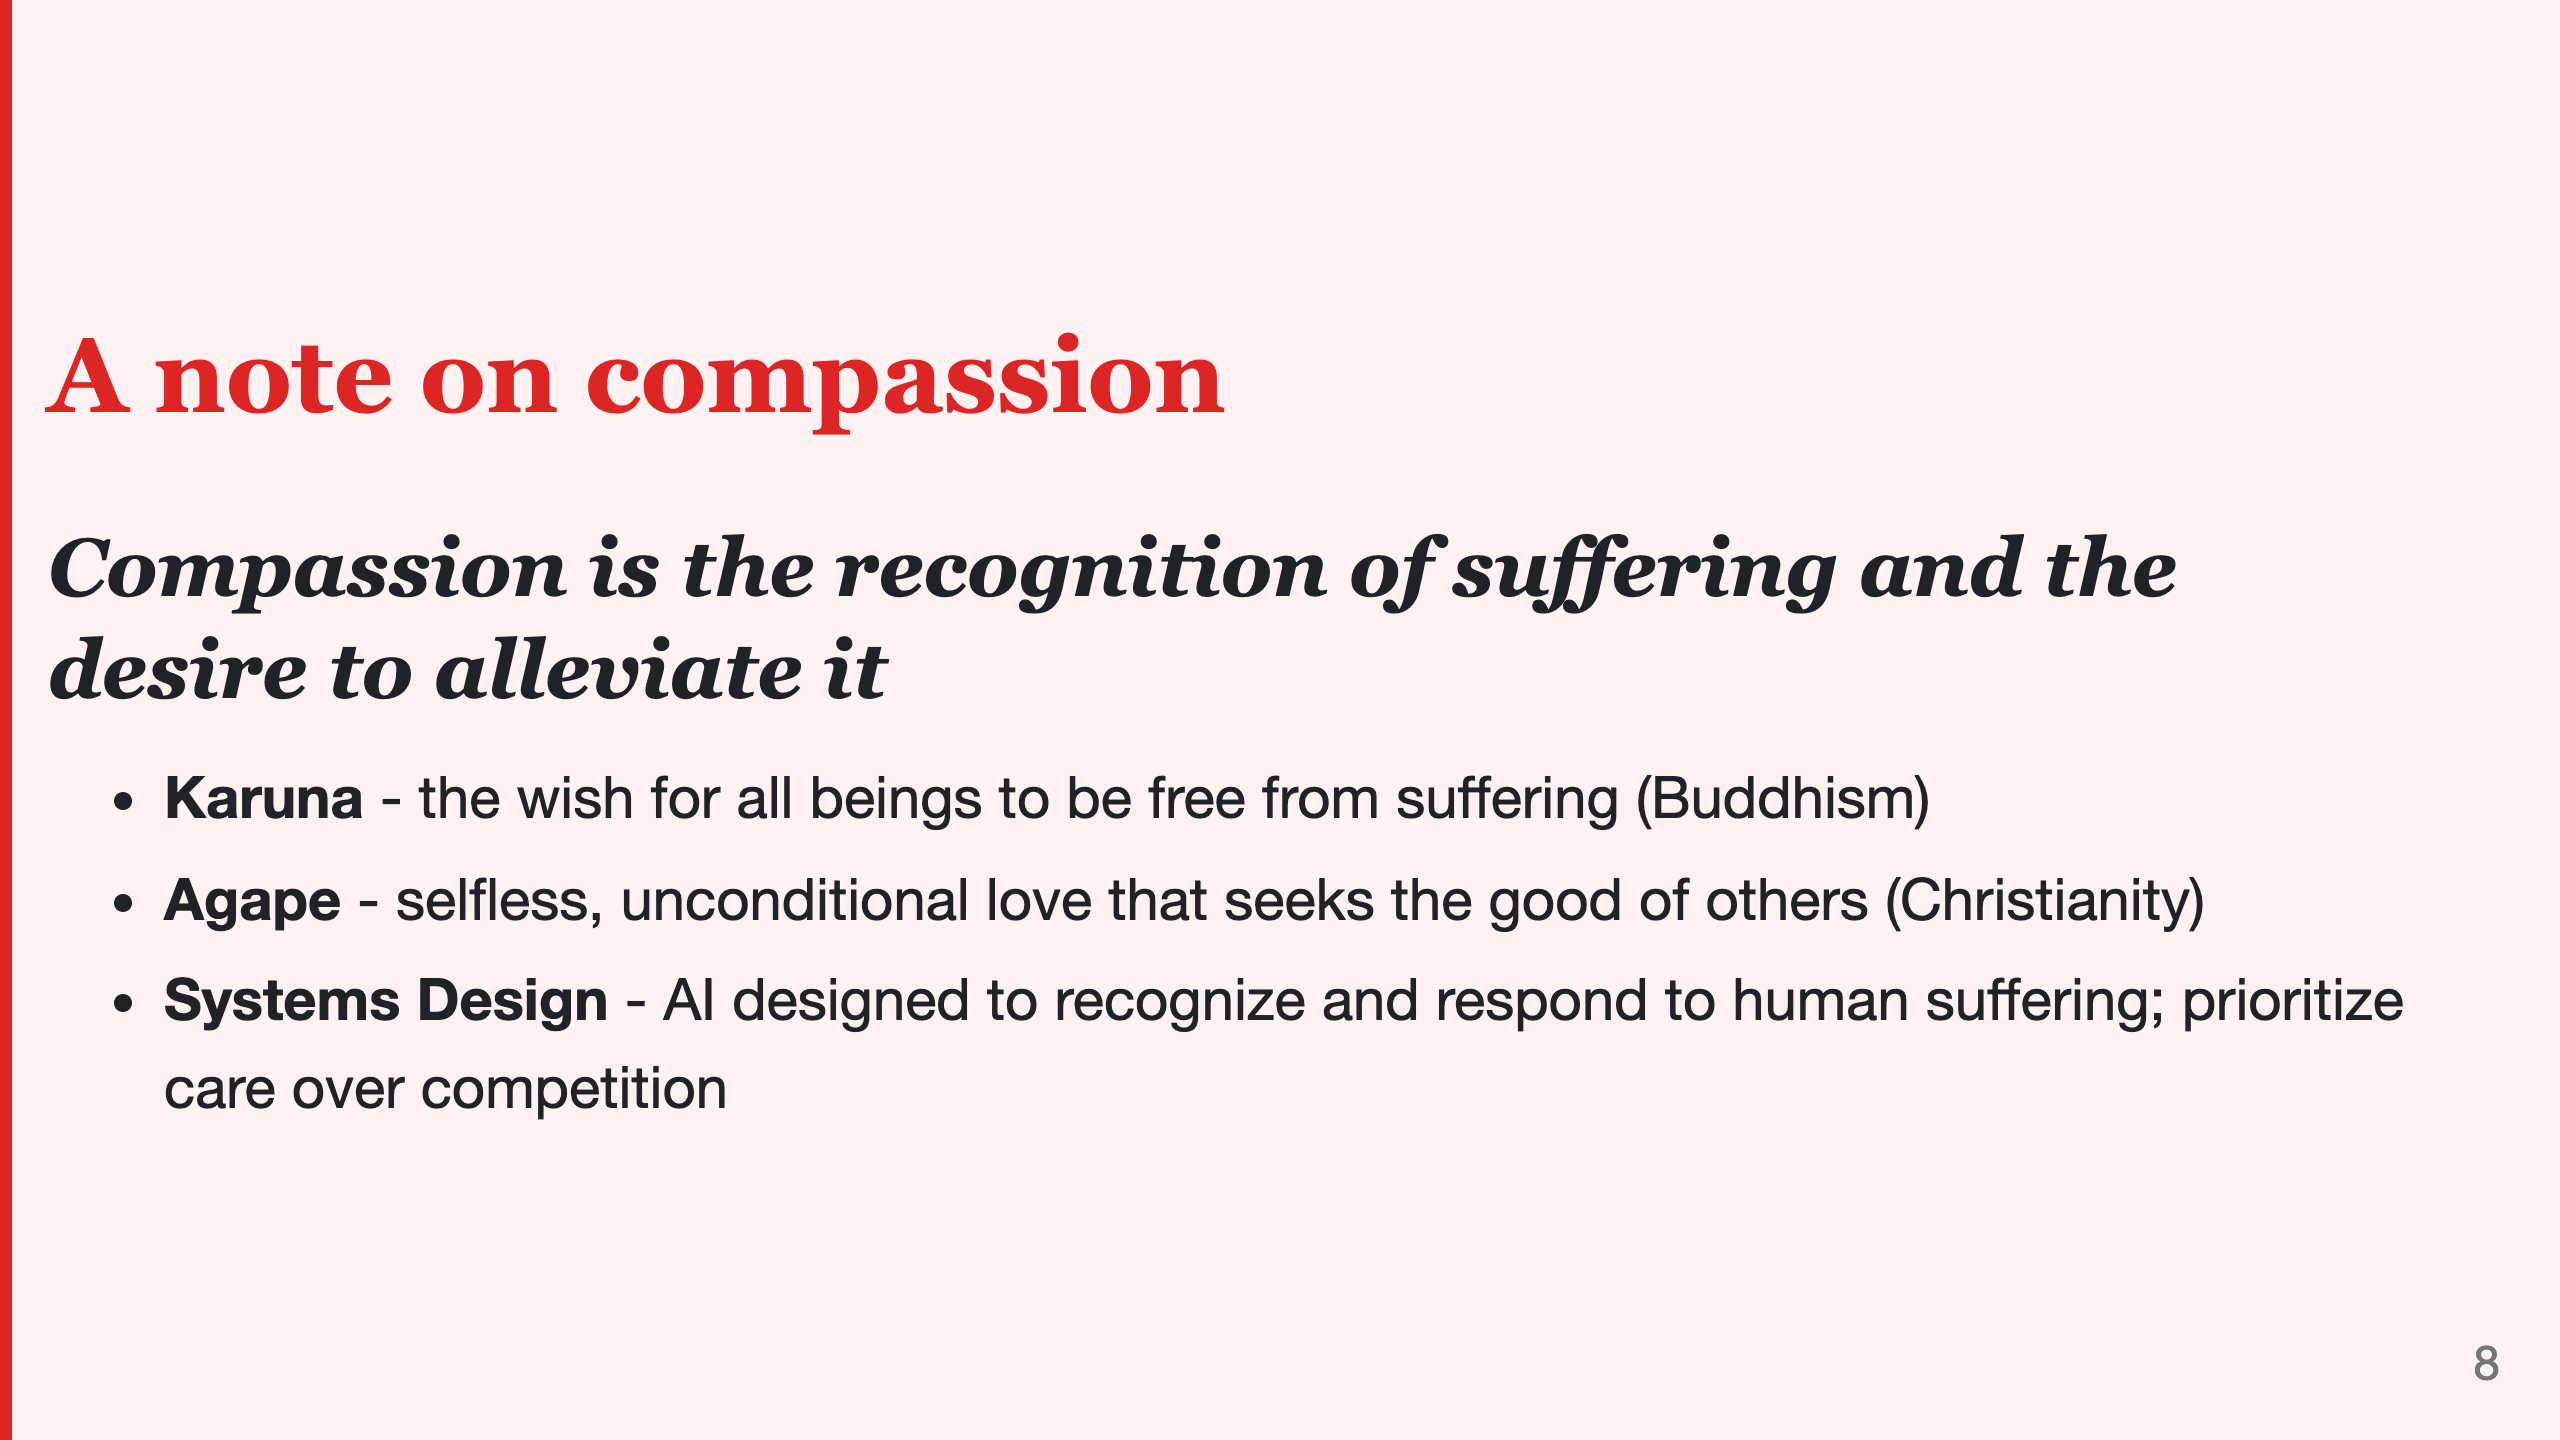 A note on compassion
Compassion is the recognition of suffering and the
desire to alleviate it
• Karuna - the wish for all beings to be free from suffering (Buddhism)
• Agape - selfless, unconditional love that seeks the good of others (Christianity)
• Systems Design - AI designed to recognize and respond to human suffering; prioritize
care over competition
8